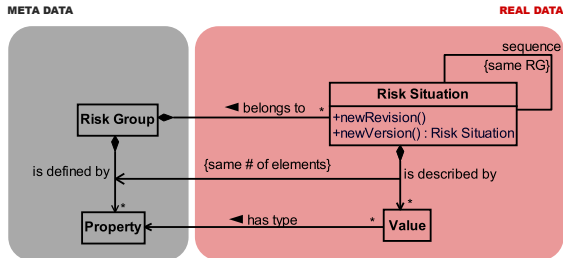 META DATA
REAL DATA
sequence
{same RG}
Risk Situation
+newRevision()
+newVersion() : Risk Situation
Risk Group
belongs to
*
is defined by
{same # of elements}
is described by
*
*
Property
has type
*
Value